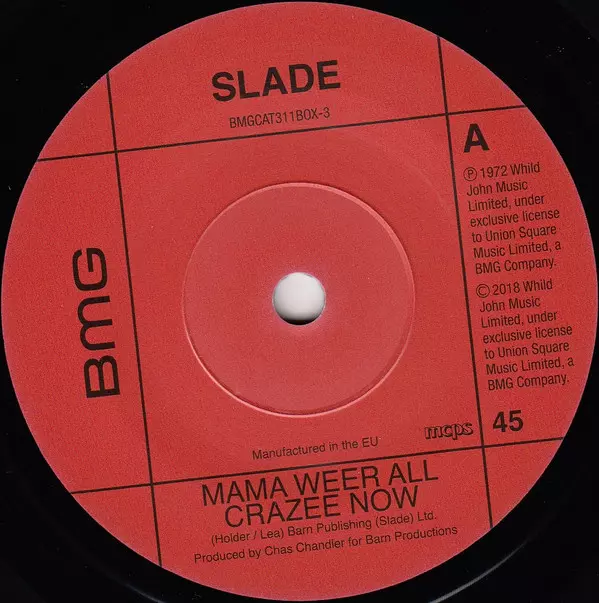 SLADE
BMGCAT311BOX-3
A
Ⓟ 1972 Whild
John Music
Limited, under
exclusive license
to Union Square
Music Limited, a
BMG Company.
© 2018 Whild
John Music
Limited, under
exclusive license
to Union Square
Music Limited, a
BMG Company.
BMG
mcps
45
Manufactured in the EU
MAMA WEER ALL
CRAZEE NOW
(Holder / Lea) Barn Publishing (Slade) Ltd.
Produced by Chas Chandler for Barn Productions